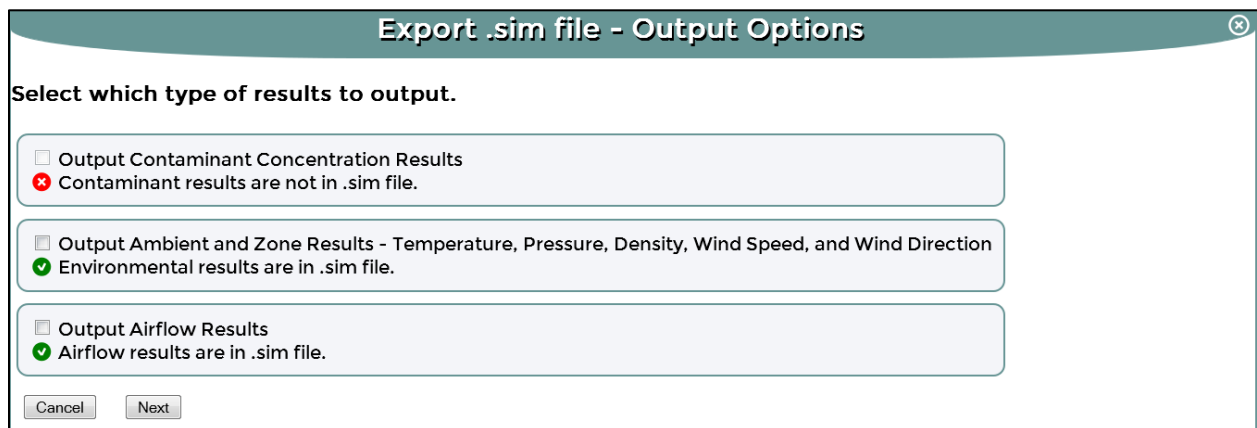 Export .sim file - Output Options
Select which type of results to output.
Output Contaminant Concentration Results
Contaminant results are not in .sim file.
Output Ambient and Zone Results - Temperature, Pressure, Density, Wind Speed, and Wind Direction
Environmental results are in .sim file.
Output Airflow Results
Airflow results are in .sim file.
Cancel Next